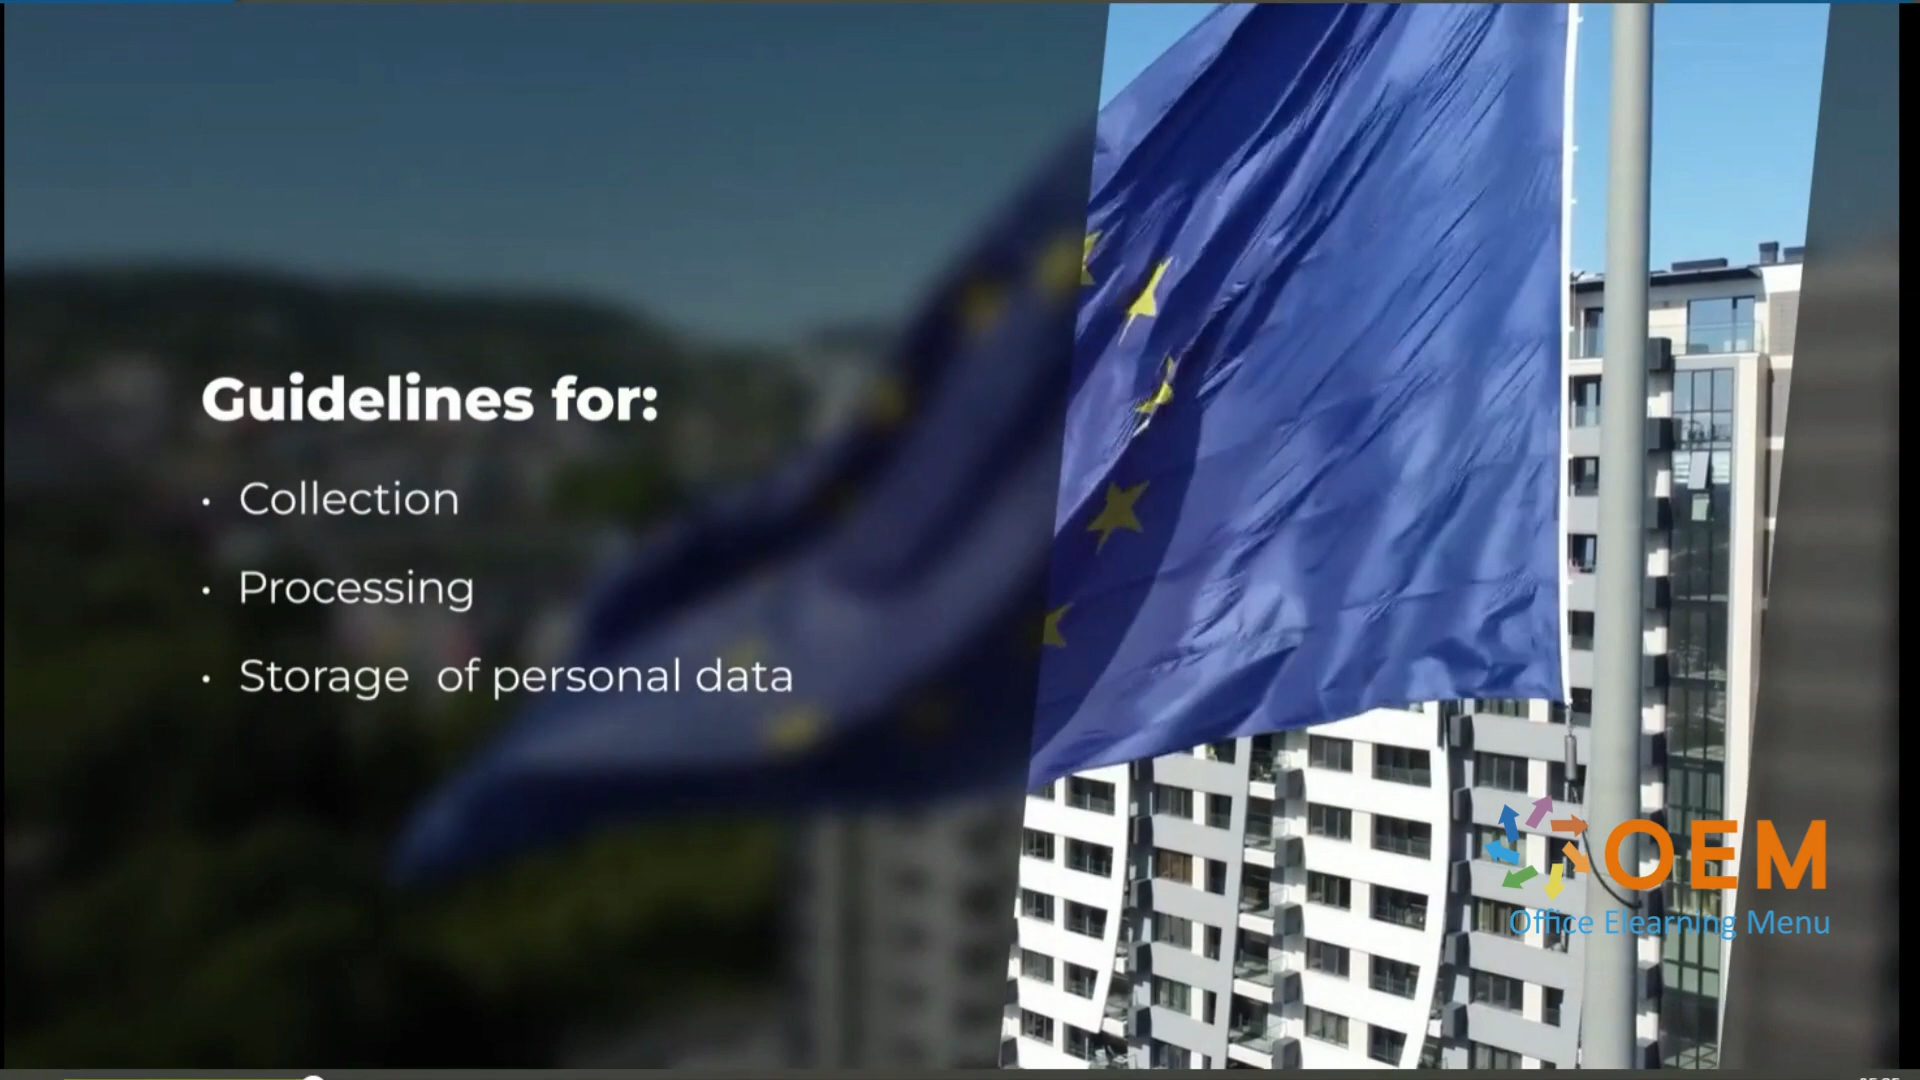 Guidelines for:
• Collection
• Processing
• Storage  of personal data
OEM
Office Elearning Menu